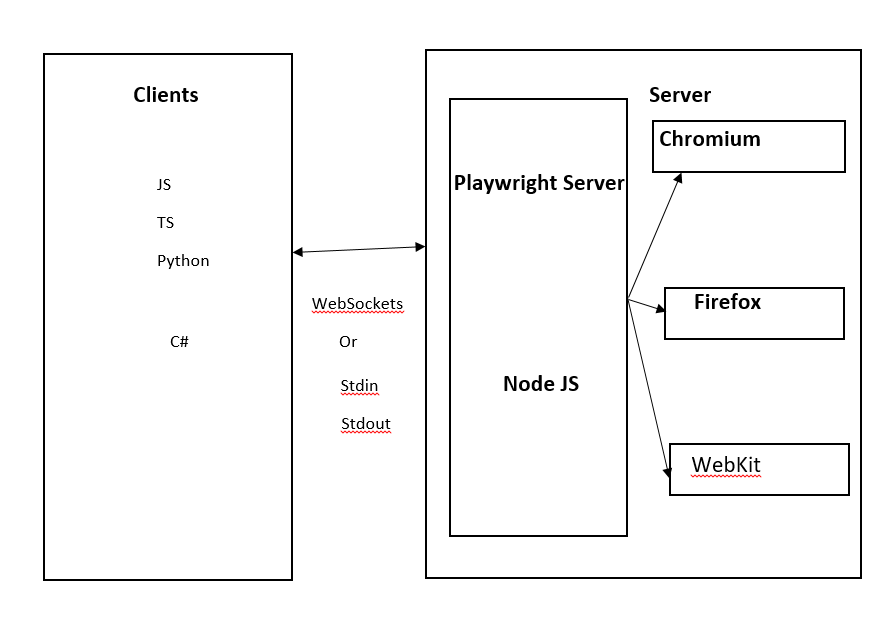 Clients
JS
TS
Python
C#
WebSockets
Or
Stdin
Stdout
Server
Playwright Server
Node JS
Chromium
Firefox
WebKit